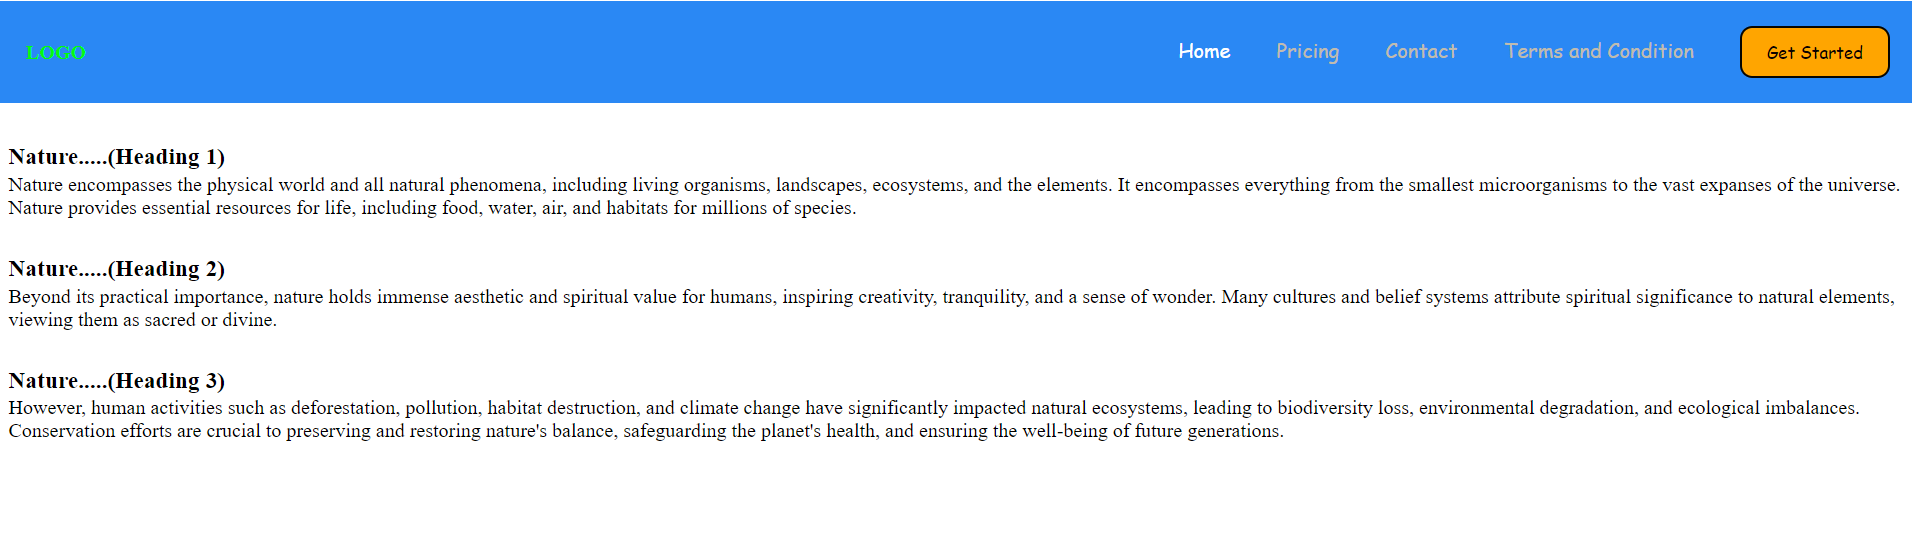 LOGO
Home Pricing Contact Terms and Condition Get Started
Nature.....(Heading 1)
Nature encompasses the physical world and all natural phenomena, including living organisms, landscapes, ecosystems, and the elements. It encompasses everything from the smallest microorganisms to the vast expanses of the universe.
Nature provides essential resources for life, including food, water, air, and habitats for millions of species.
Nature.....(Heading 2)
Beyond its practical importance, nature holds immense aesthetic and spiritual value for humans, inspiring creativity, tranquility, and a sense of wonder. Many cultures and belief systems attribute spiritual significance to natural elements,
viewing them as sacred or divine.
Nature.....(Heading 3)
However, human activities such as deforestation, pollution, habitat destruction, and climate change have significantly impacted natural ecosystems, leading to biodiversity loss, environmental degradation, and ecological imbalances.
Conservation efforts are crucial to preserving and restoring nature's balance, safeguarding the planet's health, and ensuring the well-being of future generations.